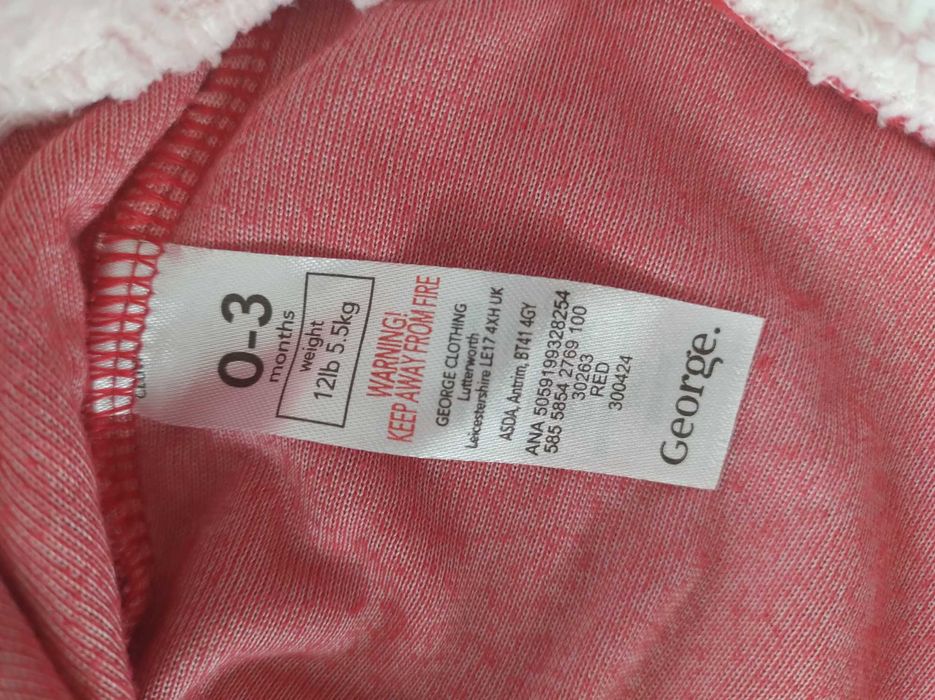 0-3
months
weight
12lb 5.5kg
WARNING!
KEEP AWAY FROM FIRE
GEORGE CLOTHING
Lutterworth
Leicestershire LE17 4XH UK
ASDA, Antrim, BT41 4GY
ANA 5059199328254
585 5854 2769 100
30263
RED
300424
George.